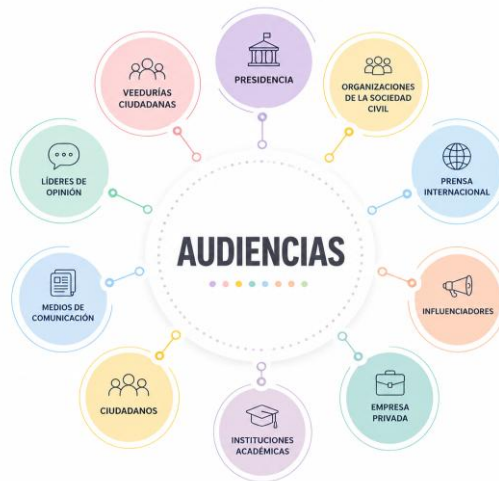 PRESIDENCIA
ORGANIZACIONES
DE LA SOCIEDAD
CIVIL
PRENSA
INTERNACIONAL
INFLUENCIADORES
EMPRESA
PRIVADA
INSTITUCIONES
ACADÉMICAS
CIUDADANOS
MEDIOS DE
COMUNICACIÓN
LÍDERES DE
OPINIÓN
VEEDURÍAS
CIUDADANAS
AUDIENCIAS